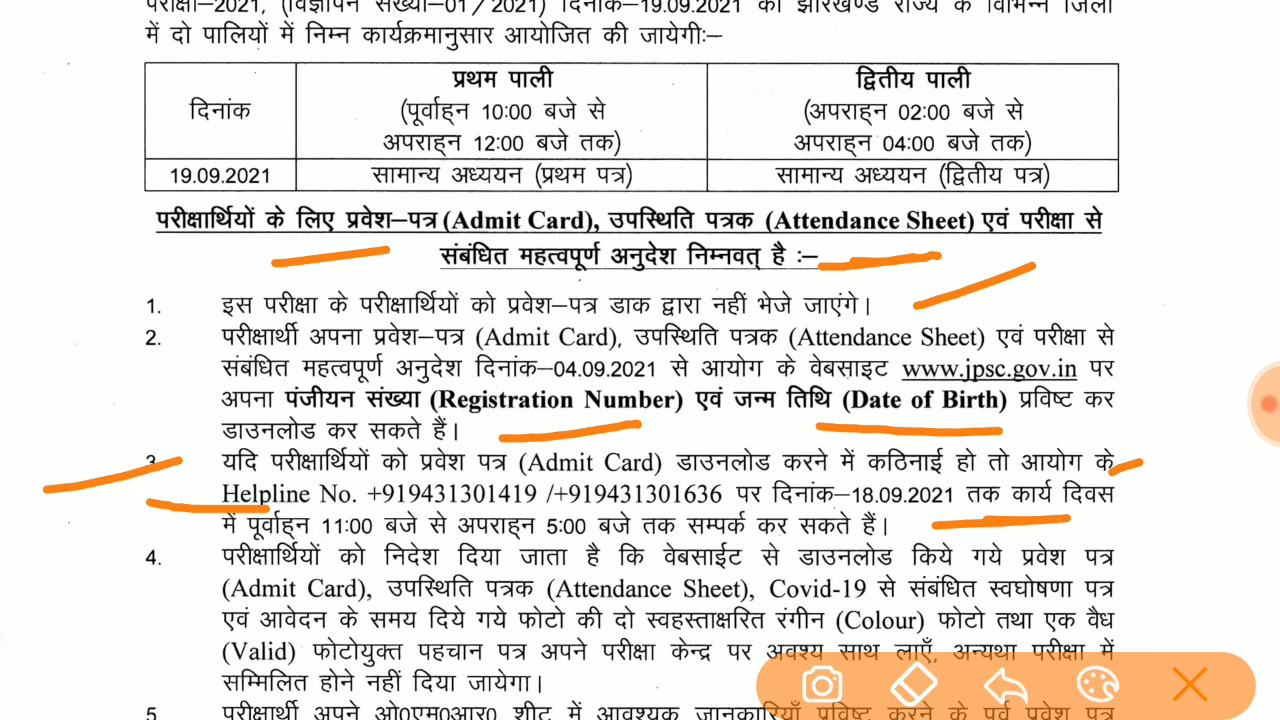 परीक्षा–2021, (विज्ञापन संख्या–01/2021) दिनांक–19.09.2021 को झारखण्ड राज्य के विभिन्न जिलों
में दो पालियों में निम्न कार्यक्रमानुसार आयोजित की जायेगीः–
दिनांक
प्रथम पाली
(पूर्वाह्न 10:00 बजे से
अपराह्न 12:00 बजे तक)
द्वितीय पाली
(अपराह्न 02:00 बजे से
अपराह्न 04:00 बजे तक)
19.09.2021 सामान्य अध्ययन (प्रथम पत्र) सामान्य अध्ययन (द्वितीय पत्र)
परीक्षार्थियों के लिए प्रवेश–पत्र (Admit Card), उपस्थिति पत्रक (Attendance Sheet) एवं परीक्षा से
संबंधित महत्वपूर्ण अनुदेश निम्नवत् है :–
1. इस परीक्षा के परीक्षार्थियों को प्रवेश–पत्र डाक द्वारा नहीं भेजे जाएंगे।
2. परीक्षार्थी अपना प्रवेश–पत्र (Admit Card), उपस्थिति पत्रक (Attendance Sheet) एवं परीक्षा से
संबंधित महत्वपूर्ण अनुदेश दिनांक–04.09.2021 से आयोग के वेबसाइट www.jpsc.gov.in पर
अपना पंजीयन संख्या (Registration Number) एवं जन्म तिथि (Date of Birth) प्रविष्ट कर
डाउनलोड कर सकते हैं।
3. यदि परीक्षार्थियों को प्रवेश पत्र (Admit Card) डाउनलोड करने में कठिनाई हो तो आयोग के
Helpline No. +919431301419 /+919431301636 पर दिनांक–18.09.2021 तक कार्य दिवस
में पूर्वाह्न 11:00 बजे से अपराह्न 5:00 बजे तक सम्पर्क कर सकते हैं।
4. परीक्षार्थियों को निदेश दिया जाता है कि वेबसाईट से डाउनलोड किये गये प्रवेश पत्र
(Admit Card), उपस्थिति पत्रक (Attendance Sheet), Covid-19 से संबंधित स्वघोषणा पत्र
एवं आवेदन के समय दिये गये फोटो की दो स्वहस्ताक्षरित रंगीन (Colour) फोटो तथा एक वैध
(Valid) फोटोयुक्त पहचान पत्र अपने परीक्षा केन्द्र पर अवश्य साथ लाएँ, अन्यथा परीक्षा में
सम्मिलित होने नहीं दिया जायेगा।
5. परीक्षार्थी अपने ओ0एम0आर0 शीट में आवश्यक जानकारियाँ प्रविष्ट करने के पूर्व प्रवेश पत्र